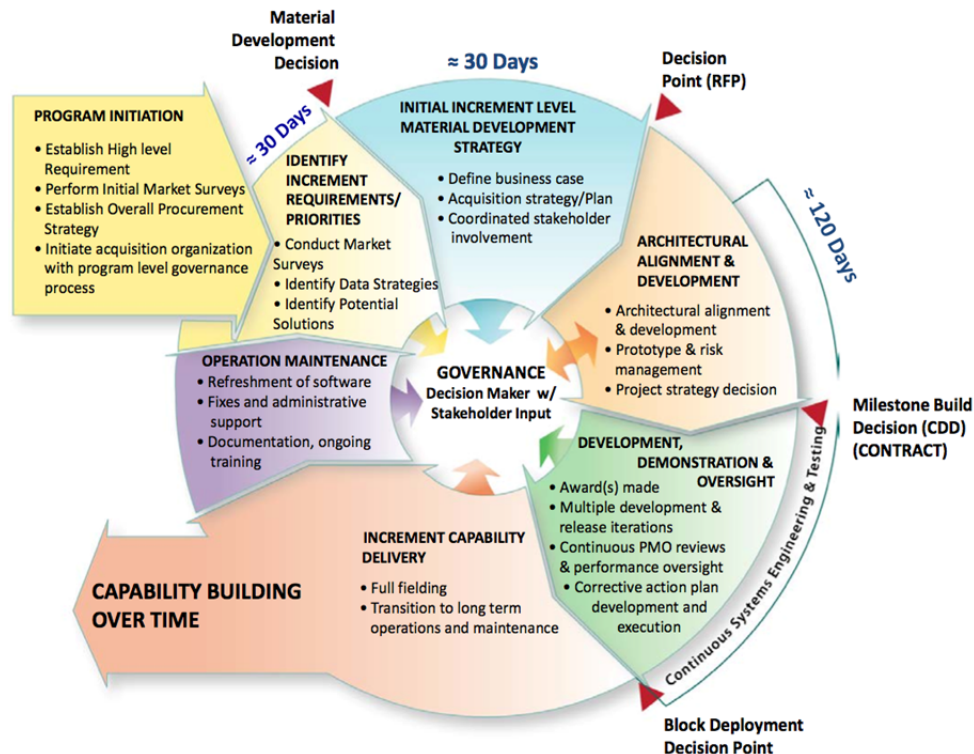 Material
Development
Decision
≈ 30 Days
Decision
Point (RFP)
PROGRAM INITIATION
• Establish High level
Requirement
• Perform Initial Market Surveys
• Establish Overall Procurement
Strategy
• Initiate acquisition organization
with program level governance
process
≈ 30 Days
IDENTIFY
INCREMENT
REQUIREMENTS/
PRIORITIES
• Conduct Market
Surveys
• Identify Data Strategies
• Identify Potential
Solutions
INITIAL INCREMENT LEVEL
MATERIAL DEVELOPMENT
STRATEGY
• Define business case
• Acquisition strategy/Plan
• Coordinated stakeholder
involvement
≈ 120 Days
ARCHITECTURAL
ALIGNMENT &
DEVELOPMENT
• Architectural alignment
& development
• Prototype & risk
management
• Project strategy decision
OPERATION MAINTENANCE
• Refreshment of software
• Fixes and administrative
support
• Documentation, ongoing
training
GOVERNANCE
Decision Maker w/
Stakeholder Input
Milestone Build
Decision (CDD)
(CONTRACT)
DEVELOPMENT,
DEMONSTRATION &
OVERSIGHT
• Award(s) made
• Multiple development &
release iterations
• Continuous PMO reviews
& performance oversight
• Corrective action plan
development and
execution
Continuous Systems Engineering & Testing
INCREMENT CAPABILITY
DELIVERY
• Full fielding
• Transition to long term
operations and maintenance
CAPABILITY BUILDING
OVER TIME
Block Deployment
Decision Point